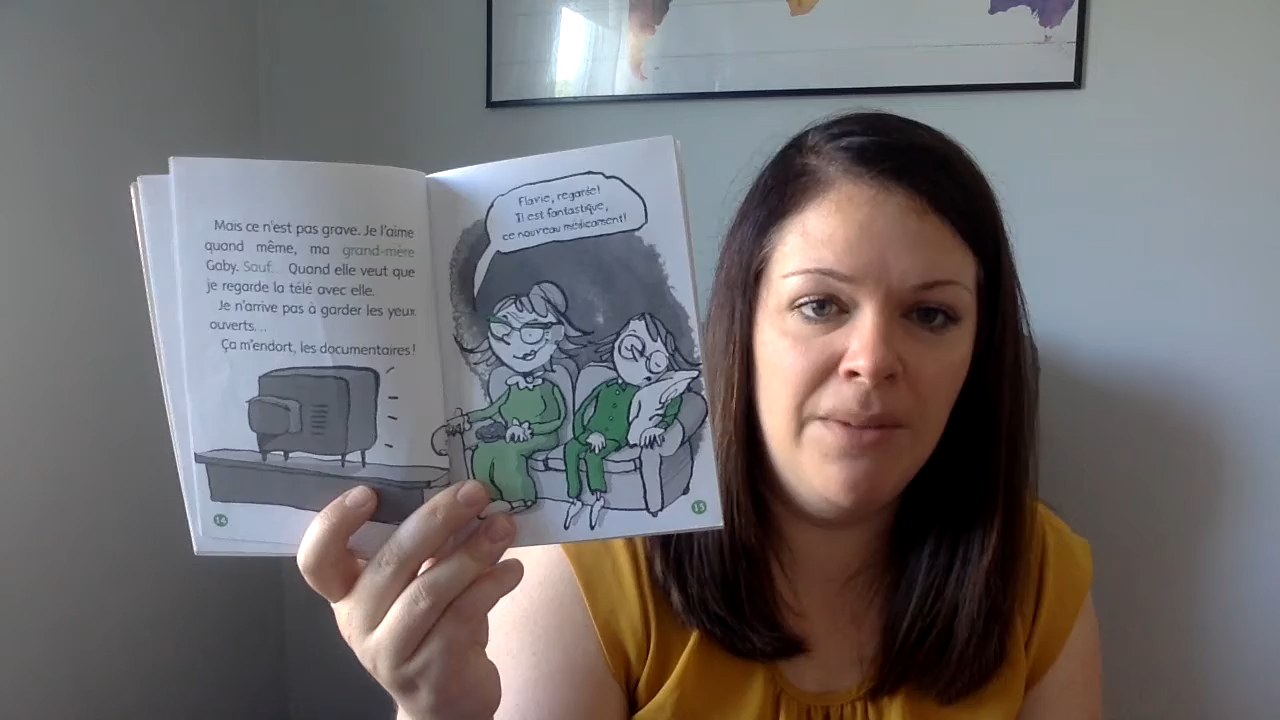 Mais ce n'est pas grave. Je l'aime
quand même, ma grand-mère
Gaby. Sauf... Quand elle veut que
je regarde la télé avec elle.
Je n'arrive pas à garder les yeux
ouverts...
Ça m'endort, les documentaires!
14
Flavie, regarde!
Il est fantastique,
ce nouveau médicament!
15